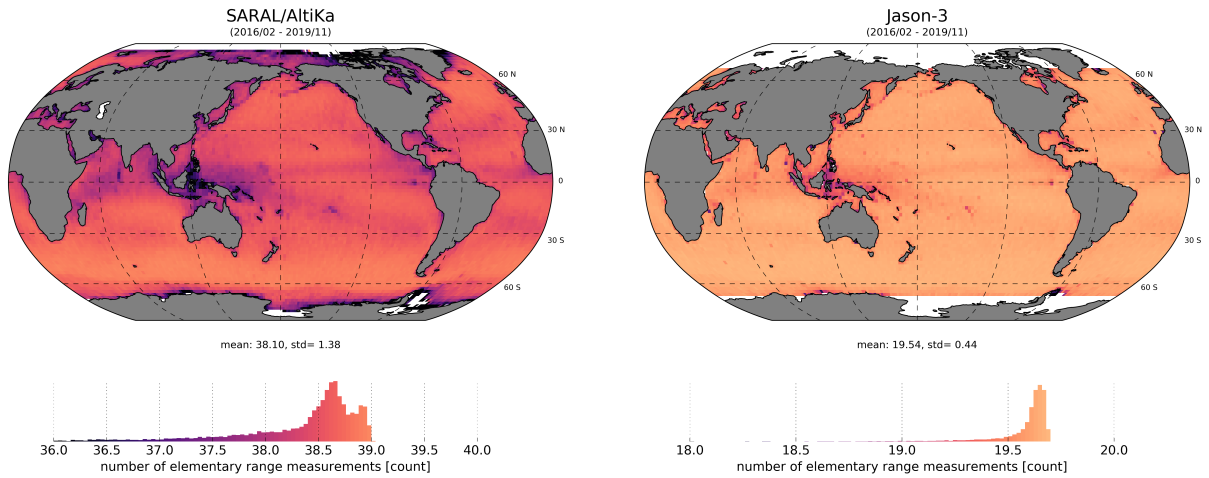 SARAL/AltiKa
(2016/02 - 2019/11)
60 N
30 N
0
30 S
60 S
mean: 38.10, std= 1.38
36.0 36.5 37.0 37.5 38.0 38.5 39.0 39.5 40.0
number of elementary range measurements [count]
Jason-3
(2016/02 - 2019/11)
60 N
30 N
0
30 S
60 S
mean: 19.54, std= 0.44
18.0 18.5 19.0 19.5 20.0
number of elementary range measurements [count]